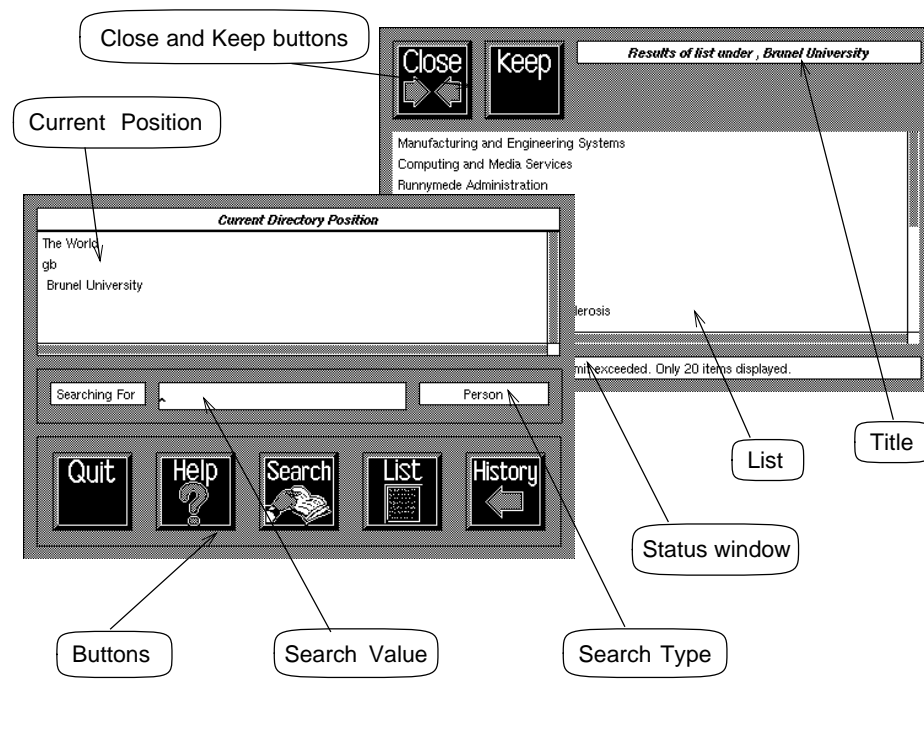 Close and Keep buttons
Close
Keep
Results of list under , Brunel University
Current Position
Manufacturing and Engineering Systems
Computing and Media Services
Runnymede Administration
Current Directory Position
The World
gb
Brunel University
exceeded. Only 20 items displayed.
Searching For
Person
Title
List
Quit
Help
Search
List
History
Status window
Buttons
Search Value
Search Type